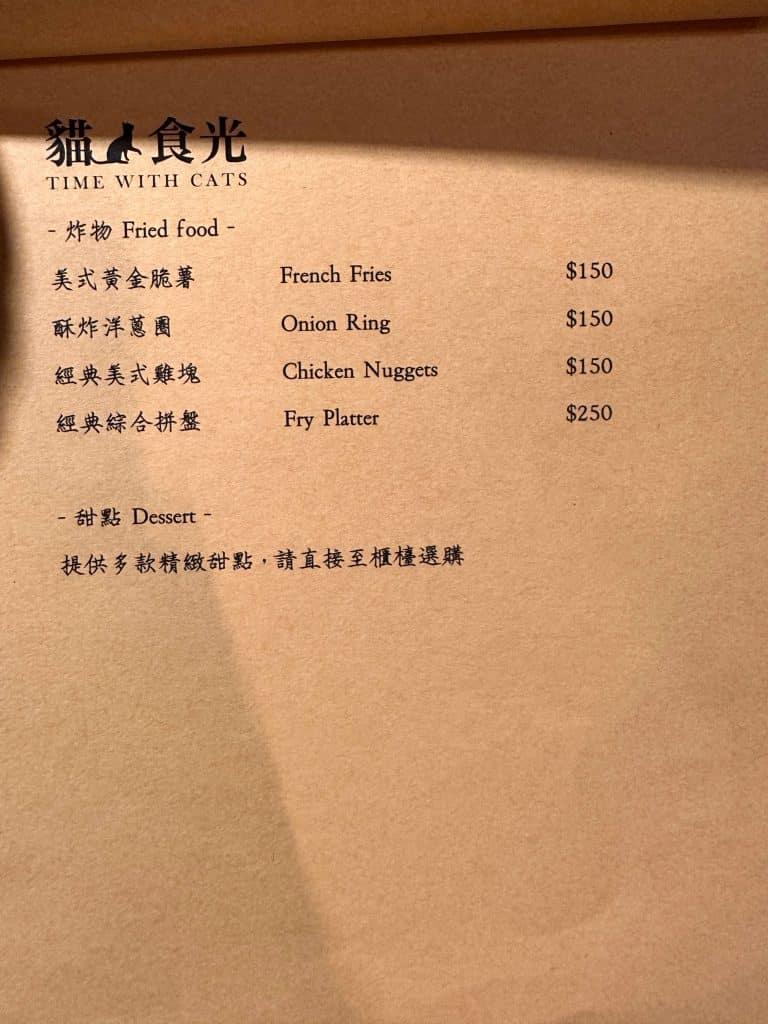 貓食光
TIME WITH CATS
- 炸物 Fried food -
美式黃金脆薯 French Fries $150
酥炸洋蔥圈 Onion Ring $150
經典美式雞塊 Chicken Nuggets $150
經典綜合拼盤 Fry Platter $250
- 甜點 Dessert -
提供多款精緻甜點，請直接至櫃檯選購